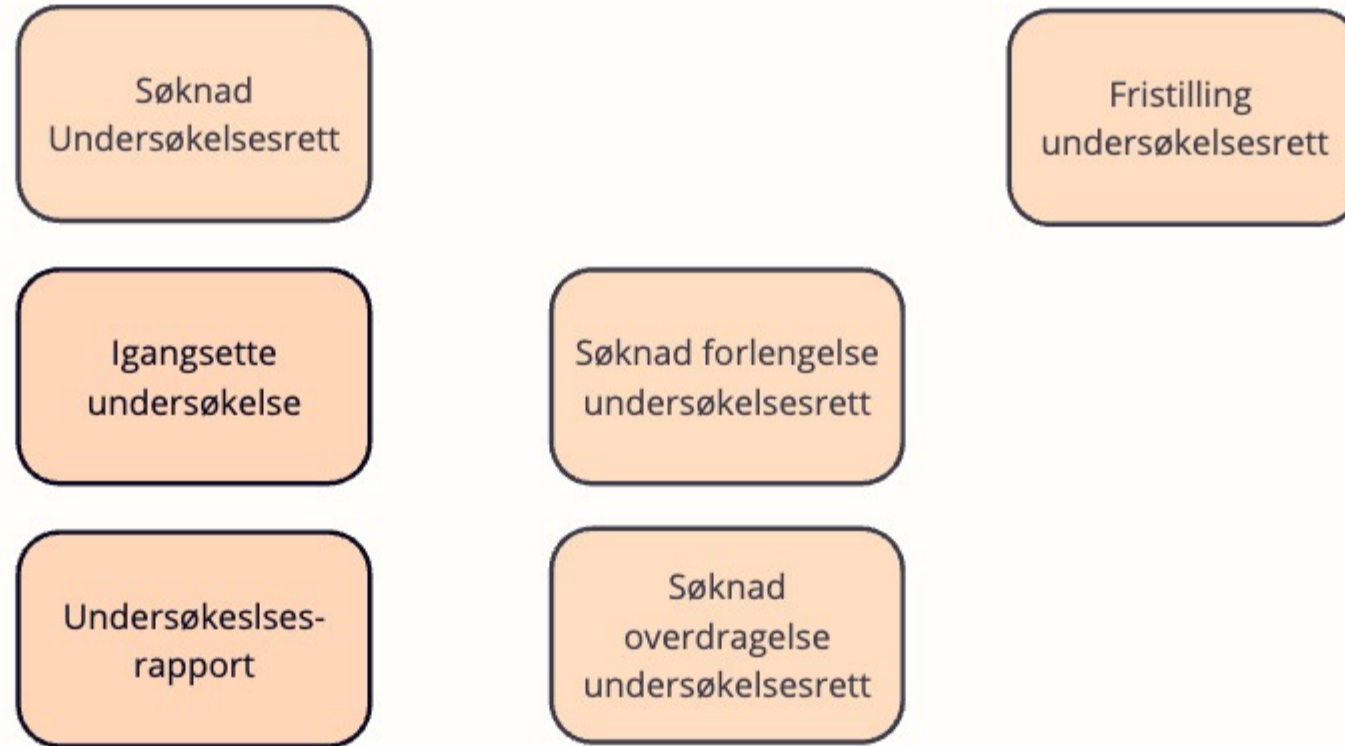 Søknad
Undersøkelsesrett
Fristilling
undersøkelsesrett
Igangsette
undersøkelse
Søknad forlengelse
undersøkelsesrett
Undersøkeslses-
rapport
Søknad
overdragelse
undersøkelsesrett